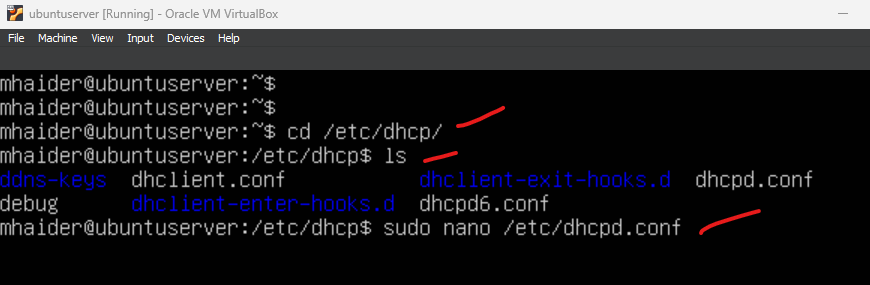 ubuntuserver [Running] - Oracle VM VirtualBox
File Machine View Input Devices Help
mhaider@ubuntuserver:~$
mhaider@ubuntuserver:~$
mhaider@ubuntuserver:~$ cd /etc/dhcp/
mhaider@ubuntuserver:/etc/dhcp$ ls
ddns-keys dhclient.conf dhclient-exit-hooks.d dhcpd.conf
debug dhclient-enter-hooks.d dhcpd6.conf
mhaider@ubuntuserver:/etc/dhcp$ sudo nano /etc/dhcpd.conf